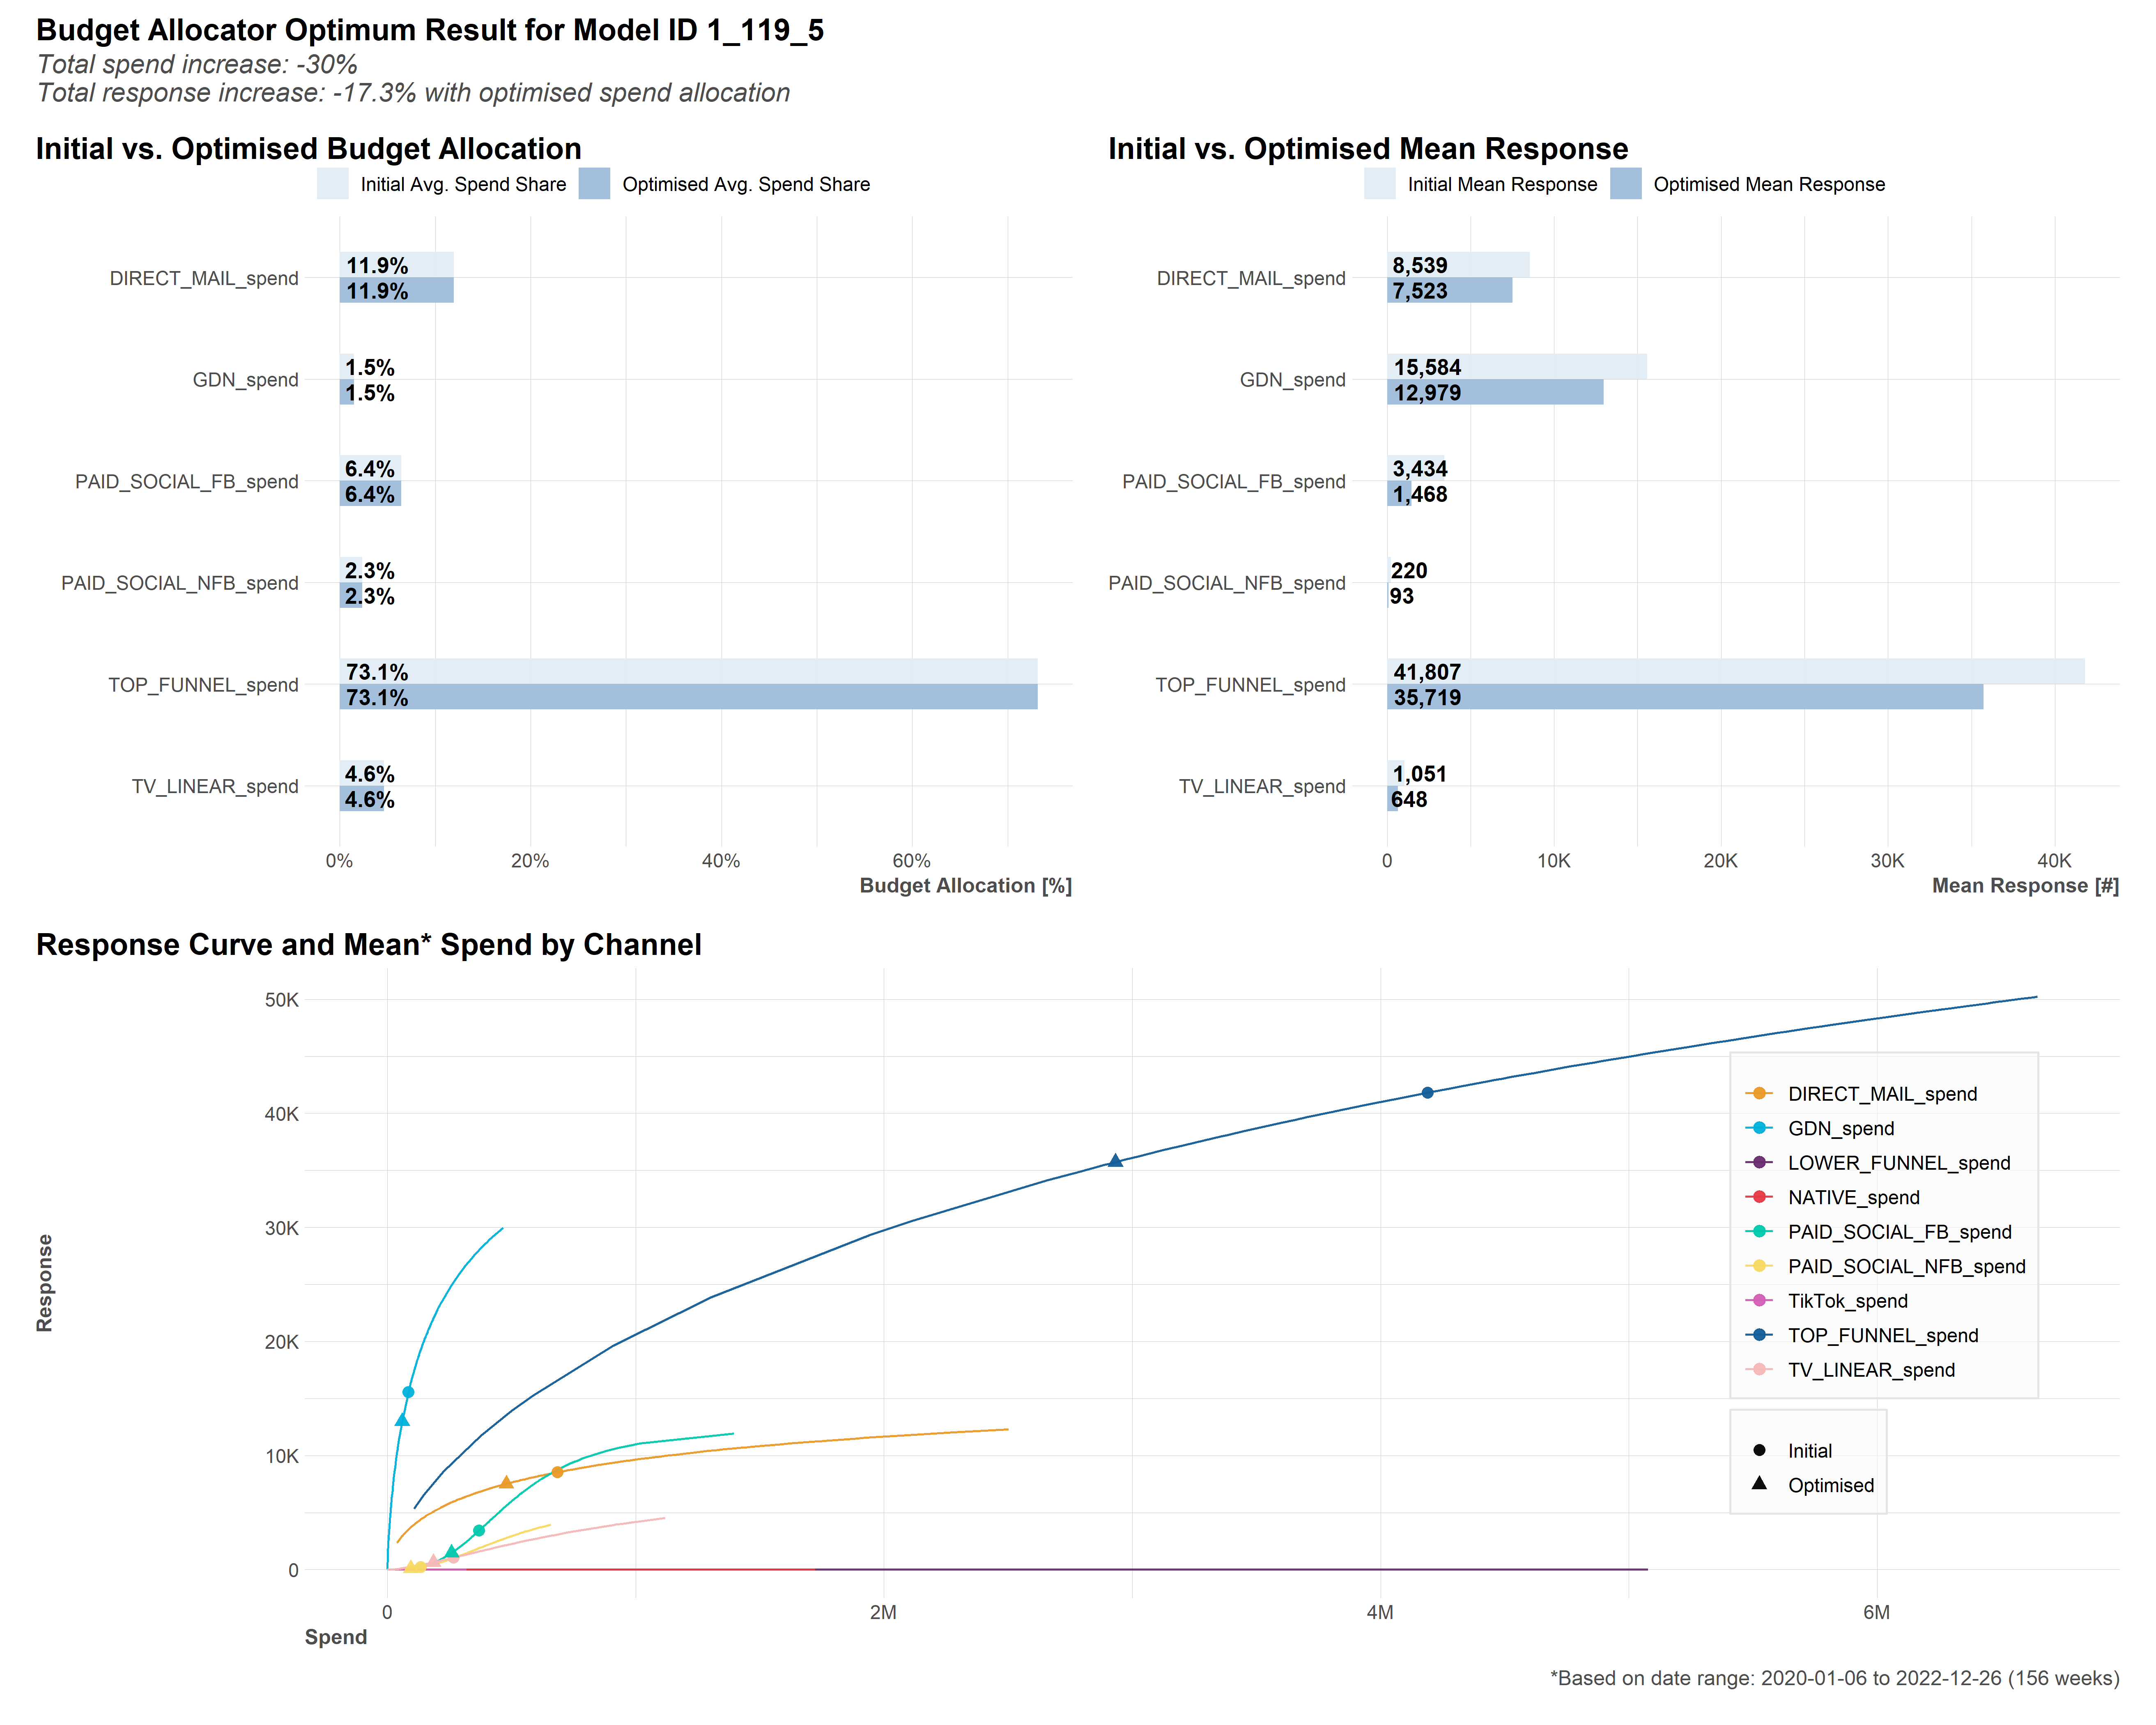 Budget Allocator Optimum Result for Model ID 1_119_5
Total spend increase: -30%
Total response increase: -17.3% with optimised spend allocation
Initial vs. Optimised Budget Allocation
Initial Avg. Spend Share Optimised Avg. Spend Share
DIRECT_MAIL_spend
11.9%
11.9%
GDN_spend
1.5%
1.5%
PAID_SOCIAL_FB_spend
6.4%
6.4%
PAID_SOCIAL_NFB_spend
2.3%
2.3%
TOP_FUNNEL_spend
73.1%
73.1%
TV_LINEAR_spend
4.6%
4.6%
0% 20% 40% 60%
Budget Allocation [%]
Initial vs. Optimised Mean Response
Initial Mean Response Optimised Mean Response
DIRECT_MAIL_spend
8,539
7,523
GDN_spend
15,584
12,979
PAID_SOCIAL_FB_spend
3,434
1,468
PAID_SOCIAL_NFB_spend
220
93
TOP_FUNNEL_spend
41,807
35,719
TV_LINEAR_spend
1,051
648
0 10K 20K 30K 40K
Mean Response [#]
Response Curve and Mean* Spend by Channel
Response
50K
40K
30K
20K
10K
0
0 2M 4M 6M
Spend
DIRECT_MAIL_spend
GDN_spend
LOWER_FUNNEL_spend
NATIVE_spend
PAID_SOCIAL_FB_spend
PAID_SOCIAL_NFB_spend
TikTok_spend
TOP_FUNNEL_spend
TV_LINEAR_spend
Initial
Optimised
*Based on date range: 2020-01-06 to 2022-12-26 (156 weeks)